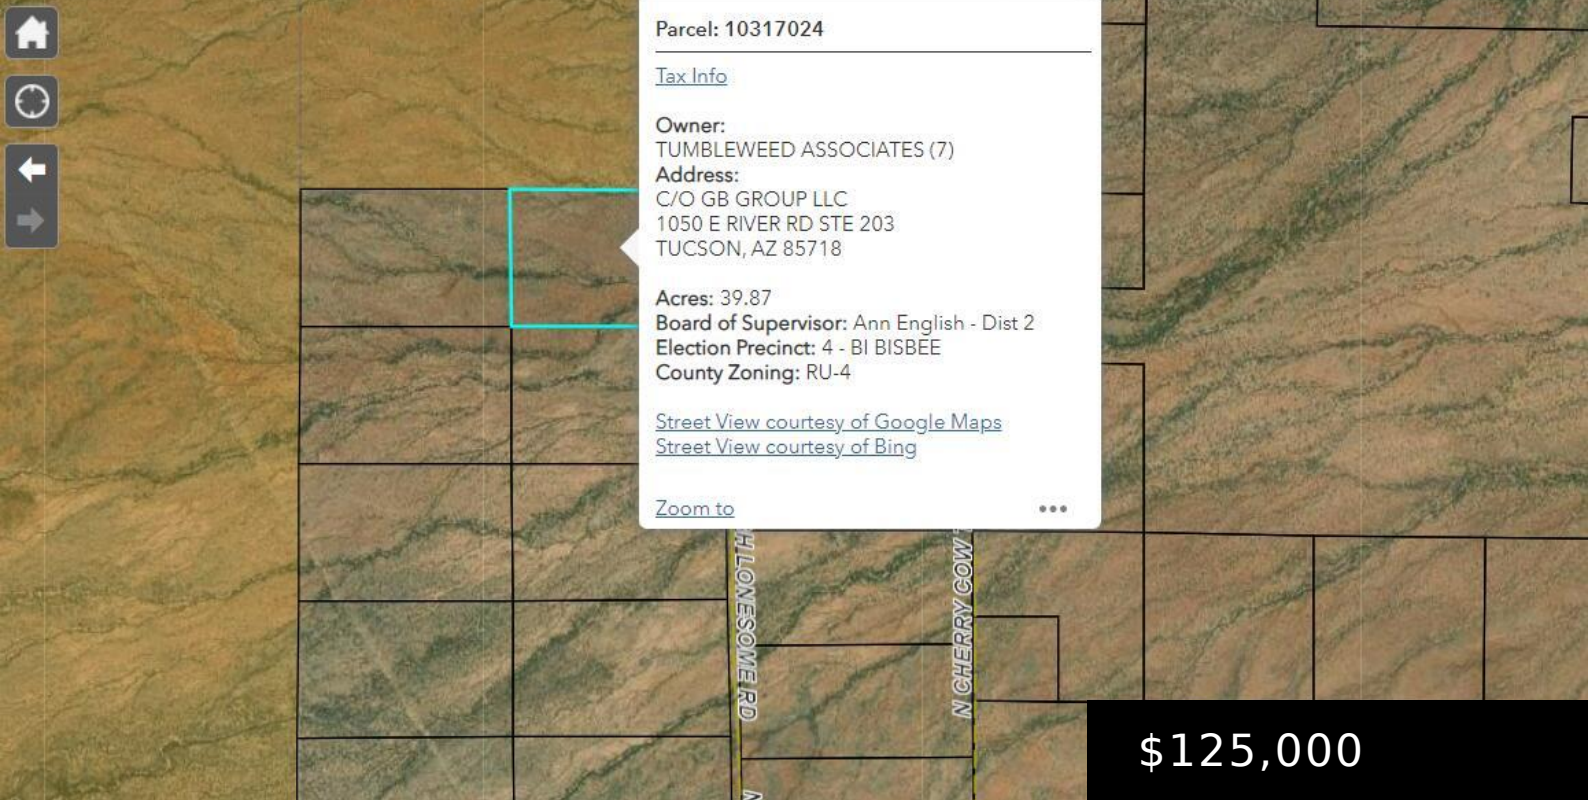 Parcel: 10317024
Tax Info
Owner:
TUMBLEWEED ASSOCIATES (7)
Address:
C/O GB GROUP LLC
1050 E RIVER RD STE 203
TUCSON, AZ 85718
Acres: 39.87
Board of Supervisor: Ann English - Dist 2
Election Precinct: 4 - BI BISBEE
County Zoning: RU-4
Street View courtesy of Google Maps
Street View courtesy of Bing
Zoom to
H LONESOME RD
N CHERRY COW
N
$125,000